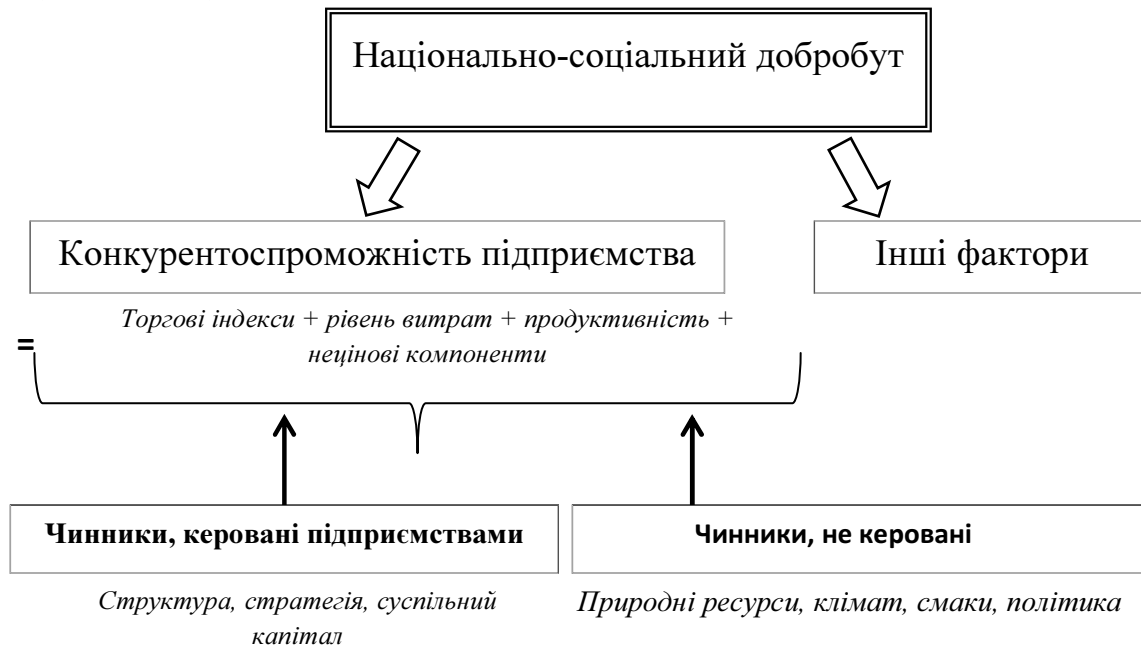 Національно-соціальний добробут
Конкурентоспроможність підприємства
Інші фактори
Торгові індекси + рівень витрат + продуктивність +
нецінові компоненти
=
Чинники, керовані підприємствами
Чинники, не керовані
Структура, стратегія, суспільний
капітал
Природні ресурси, клімат, смаки, політика